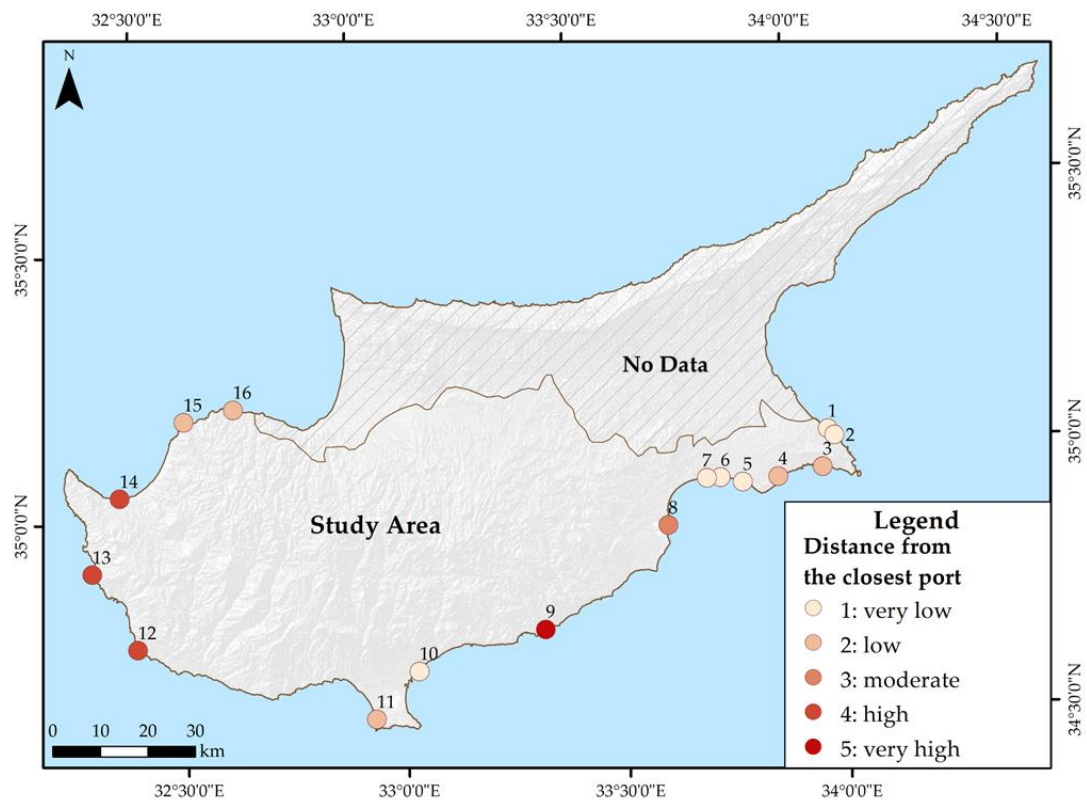 32°30'0"E 33°0'0"E 33°30'0"E 34°0'0"E 34°30'0"E
N
35°30'0"N
35°30'0"N
No Data
1
2
15 16
3
4
5
6
7
35°0'0"N
14
Study Area
8
35°0'0"N
13
9
12
10
11
34°30'0"N
Legend
Distance from
the closest port
1: very low
2: low
3: moderate
4: high
5: very high
0 10 20 30
km
32°30'0"E 33°0'0"E 33°30'0"E 34°0'0"E